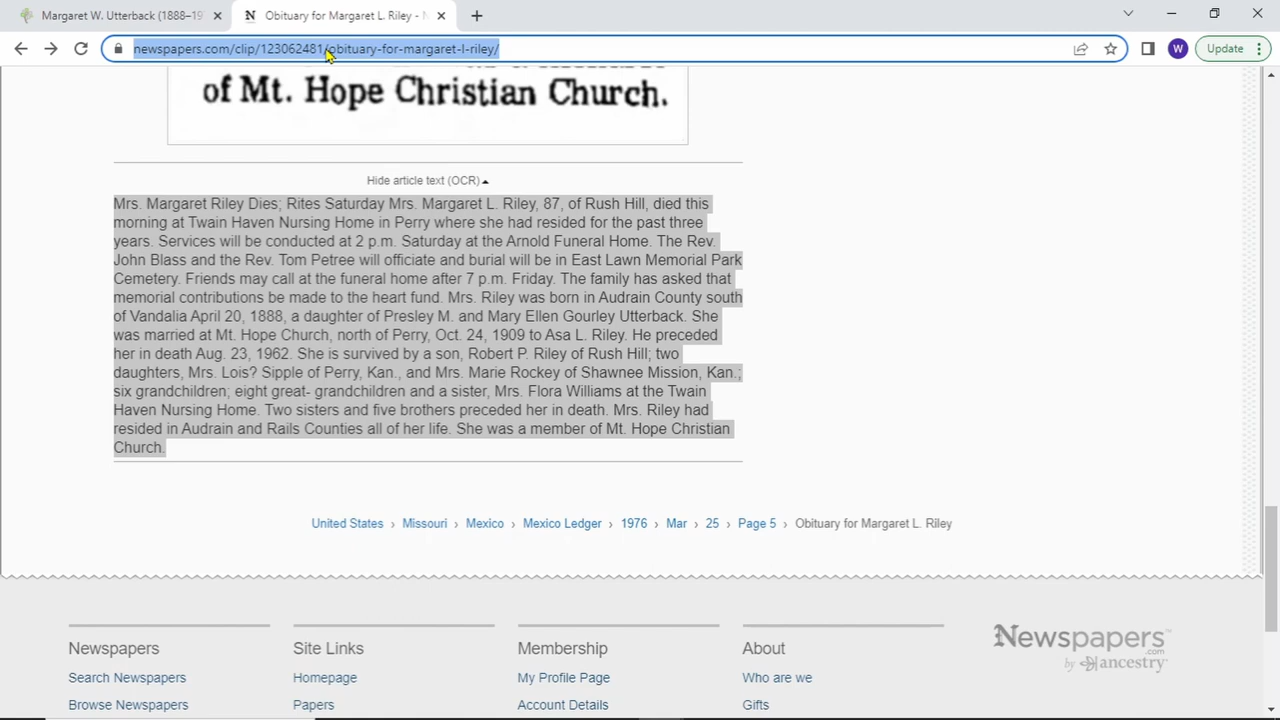 Margaret W. Utterback (1888–19
Obituary for Margaret L. Riley - N
newspapers.com/clip/123062481/obituary-for-margaret-l-riley/
W
Update
of Mt. Hope Christian Church.
Hide article text (OCR)
Mrs. Margaret Riley Dies; Rites Saturday Mrs. Margaret L. Riley, 87, of Rush Hill, died this
morning at Twain Haven Nursing Home in Perry where she had resided for the past three
years. Services will be conducted at 2 p.m. Saturday at the Arnold Funeral Home. The Rev.
John Blass and the Rev. Tom Petree will officiate and burial will be in East Lawn Memorial Park
Cemetery. Friends may call at the funeral home after 7 p.m. Friday. The family has asked that
memorial contributions be made to the heart fund. Mrs. Riley was born in Audrain County south
of Vandalia April 20, 1888, a daughter of Presley M. and Mary Ellen Gourley Utterback. She
was married at Mt. Hope Church, north of Perry, Oct. 24, 1909 to Asa L. Riley. He preceded
her in death Aug. 23, 1962. She is survived by a son, Robert P. Riley of Rush Hill; two
daughters, Mrs. Lois? Sipple of Perry, Kan., and Mrs. Marie Rockey of Shawnee Mission, Kan.;
six grandchildren; eight great- grandchildren and a sister, Mrs. Flora Williams at the Twain
Haven Nursing Home. Two sisters and five brothers preceded her in death. Mrs. Riley had
resided in Audrain and Rails Counties all of her life. She was a member of Mt. Hope Christian
Church.
United States › Missouri › Mexico › Mexico Ledger › 1976 › Mar › 25 › Page 5 › Obituary for Margaret L. Riley
Newspapers Site Links Membership About
Search Newspapers Homepage My Profile Page Who are we
Browse Newspapers Papers Account Details Gifts
Newspapers.com
by ancestry